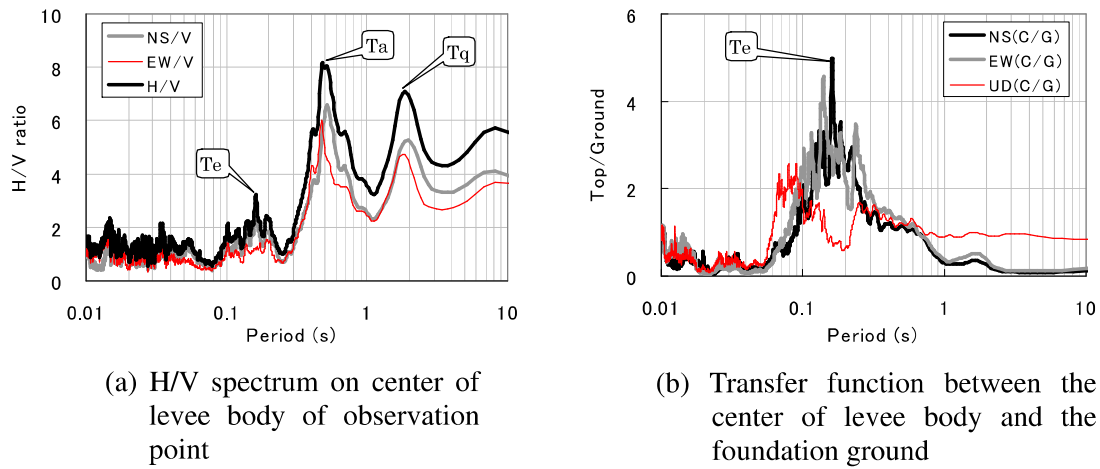 10
8
6
4
2
0
H/V ratio
NS/V
EW/V
H/V
Te
Ta
Tq
0.01
0.1
1
10
Period (s)
6
4
2
0
Top/Ground
Te
NS(C/G)
EW(C/G)
UD(C/G)
0.01
0.1
1
10
Period (s)
(a) H/V spectrum on center of
levee body of observation
point
(b) Transfer function between the
center of levee body and the
foundation ground